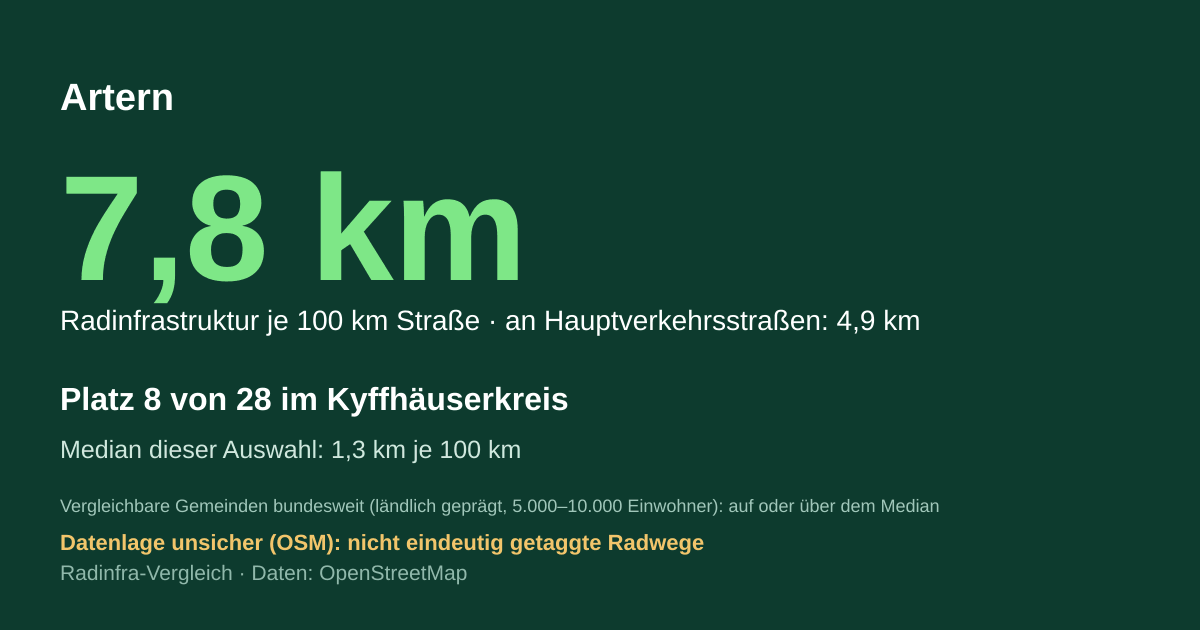 Artern
7,8 km
Radinfrastruktur je 100 km Straße · an Hauptverkehrsstraßen: 4,9 km
Platz 8 von 28 im Kyffhäuserkreis
Median dieser Auswahl: 1,3 km je 100 km
Vergleichbare Gemeinden bundesweit (ländlich geprägt, 5.000–10.000 Einwohner): auf oder über dem Median
Datenlage unsicher (OSM): nicht eindeutig getaggte Radwege
Radinfra-Vergleich · Daten: OpenStreetMap